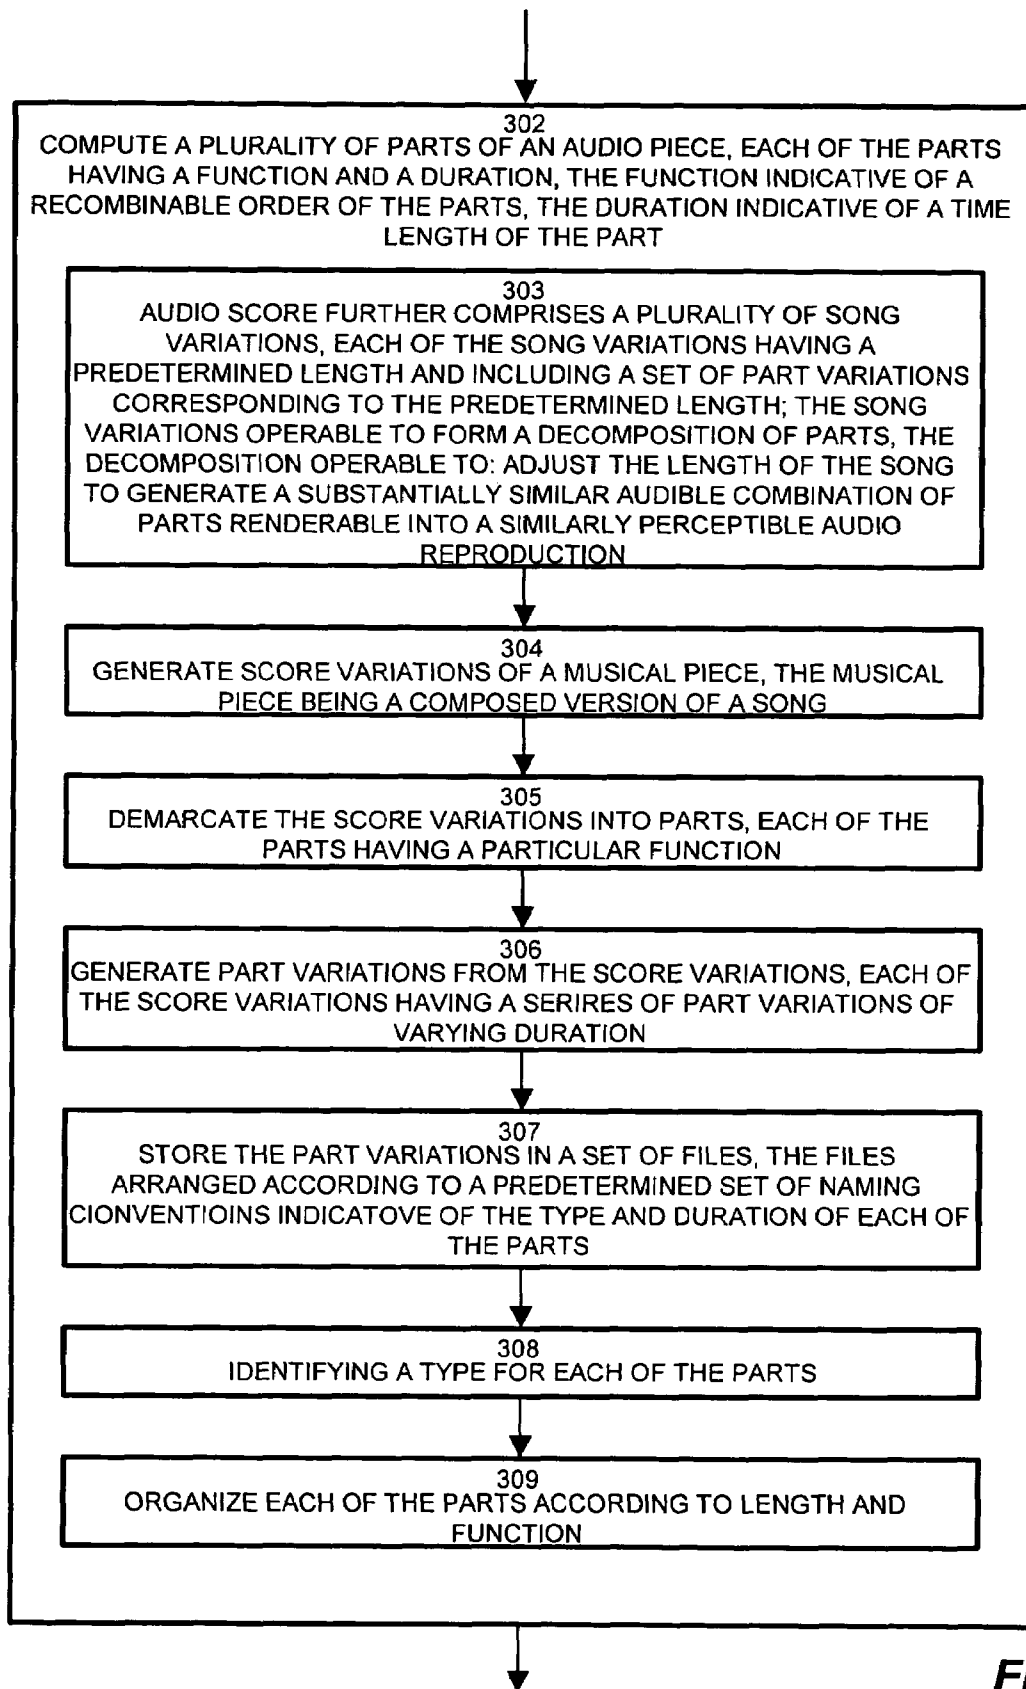 302
COMPUTE A PLURALITY OF PARTS OF AN AUDIO PIECE, EACH OF THE PARTS
HAVING A FUNCTION AND A DURATION, THE FUNCTION INDICATIVE OF A
RECOMBINABLE ORDER OF THE PARTS, THE DURATION INDICATIVE OF A TIME
LENGTH OF THE PART
303
AUDIO SCORE FURTHER COMPRISES A PLURALITY OF SONG
VARIATIONS, EACH OF THE SONG VARIATIONS HAVING A
PREDETERMINED LENGTH AND INCLUDING A SET OF PART VARIATIONS
CORRESPONDING TO THE PREDETERMINED LENGTH; THE SONG
VARIATIONS OPERABLE TO FORM A DECOMPOSITION OF PARTS, THE
DECOMPOSITION OPERABLE TO: ADJUST THE LENGTH OF THE SONG
TO GENERATE A SUBSTANTIALLY SIMILAR AUDIBLE COMBINATION OF
PARTS RENDERABLE INTO A SIMILARLY PERCEPTIBLE AUDIO
REPRODUCTION
304
GENERATE SCORE VARIATIONS OF A MUSICAL PIECE, THE MUSICAL
PIECE BEING A COMPOSED VERSION OF A SONG
305
DEMARCATE THE SCORE VARIATIONS INTO PARTS, EACH OF THE
PARTS HAVING A PARTICULAR FUNCTION
306
GENERATE PART VARIATIONS FROM THE SCORE VARIATIONS, EACH OF
THE SCORE VARIATIONS HAVING A SERIRES OF PART VARIATIONS OF
VARYING DURATION
307
STORE THE PART VARIATIONS IN A SET OF FILES, THE FILES
ARRANGED ACCORDING TO A PREDETERMINED SET OF NAMING
CIONVENTIOINS INDICATOVE OF THE TYPE AND DURATION OF EACH OF
THE PARTS
308
IDENTIFYING A TYPE FOR EACH OF THE PARTS
309
ORGANIZE EACH OF THE PARTS ACCORDING TO LENGTH AND
FUNCTION